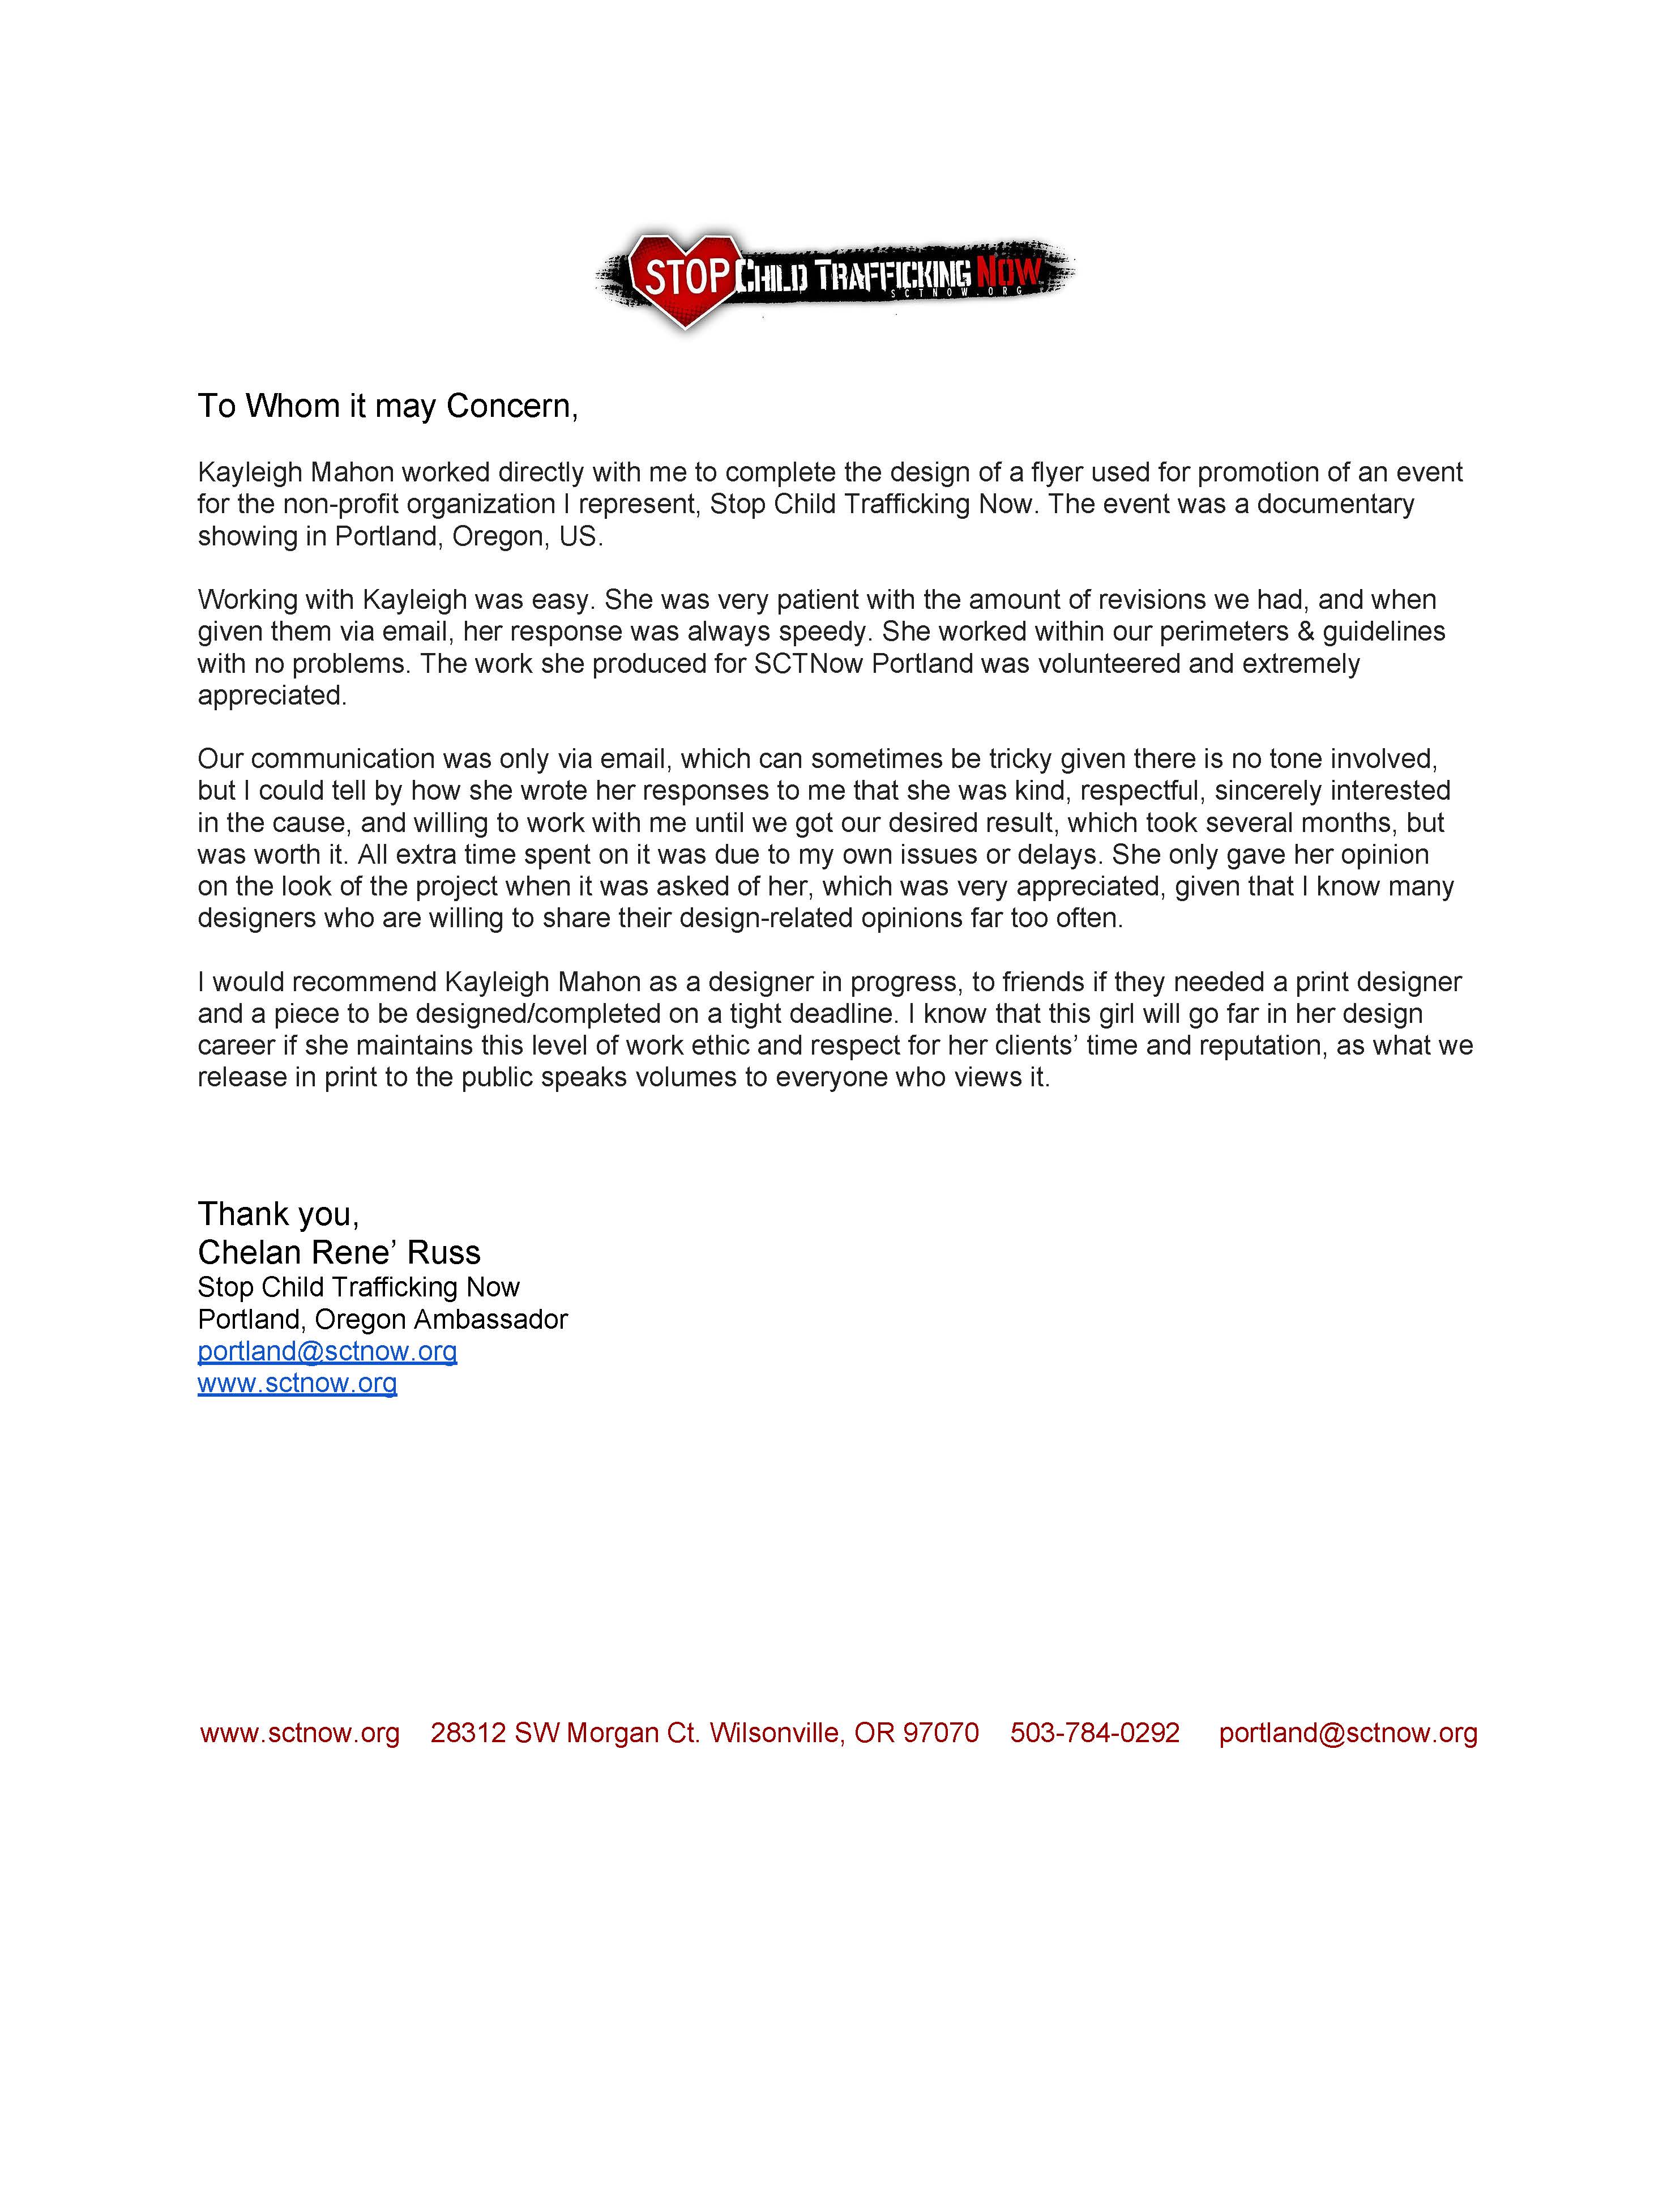 STOP CHILD TRAFFICKING NOW
SCTNOW.ORG
To Whom it may Concern,
Kayleigh Mahon worked directly with me to complete the design of a flyer used for promotion of an event
for the non-profit organization I represent, Stop Child Trafficking Now. The event was a documentary
showing in Portland, Oregon, US.
Working with Kayleigh was easy. She was very patient with the amount of revisions we had, and when
given them via email, her response was always speedy. She worked within our perimeters & guidelines
with no problems. The work she produced for SCTNow Portland was volunteered and extremely
appreciated.
Our communication was only via email, which can sometimes be tricky given there is no tone involved,
but I could tell by how she wrote her responses to me that she was kind, respectful, sincerely interested
in the cause, and willing to work with me until we got our desired result, which took several months, but
was worth it. All extra time spent on it was due to my own issues or delays. She only gave her opinion
on the look of the project when it was asked of her, which was very appreciated, given that I know many
designers who are willing to share their design-related opinions far too often.
I would recommend Kayleigh Mahon as a designer in progress, to friends if they needed a print designer
and a piece to be designed/completed on a tight deadline. I know that this girl will go far in her design
career if she maintains this level of work ethic and respect for her clients’ time and reputation, as what we
release in print to the public speaks volumes to everyone who views it.
Thank you,
Chelan Rene’ Russ
Stop Child Trafficking Now
Portland, Oregon Ambassador
portland@sctnow.org
www.sctnow.org
www.sctnow.org 28312 SW Morgan Ct. Wilsonville, OR 97070 503-784-0292 portland@sctnow.org